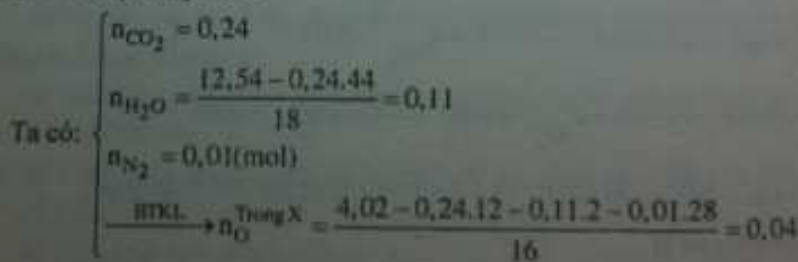 Ta có:
n_CO₂ = 0,24
n_H₂O = (12,54 − 0,24.44) / 18 = 0,11
n_N₂ = 0,01(mol)
BTKL → n_O^Trong X = (4,02 − 0,24.12 − 0,11.2 − 0,01.28) / 16 = 0,04